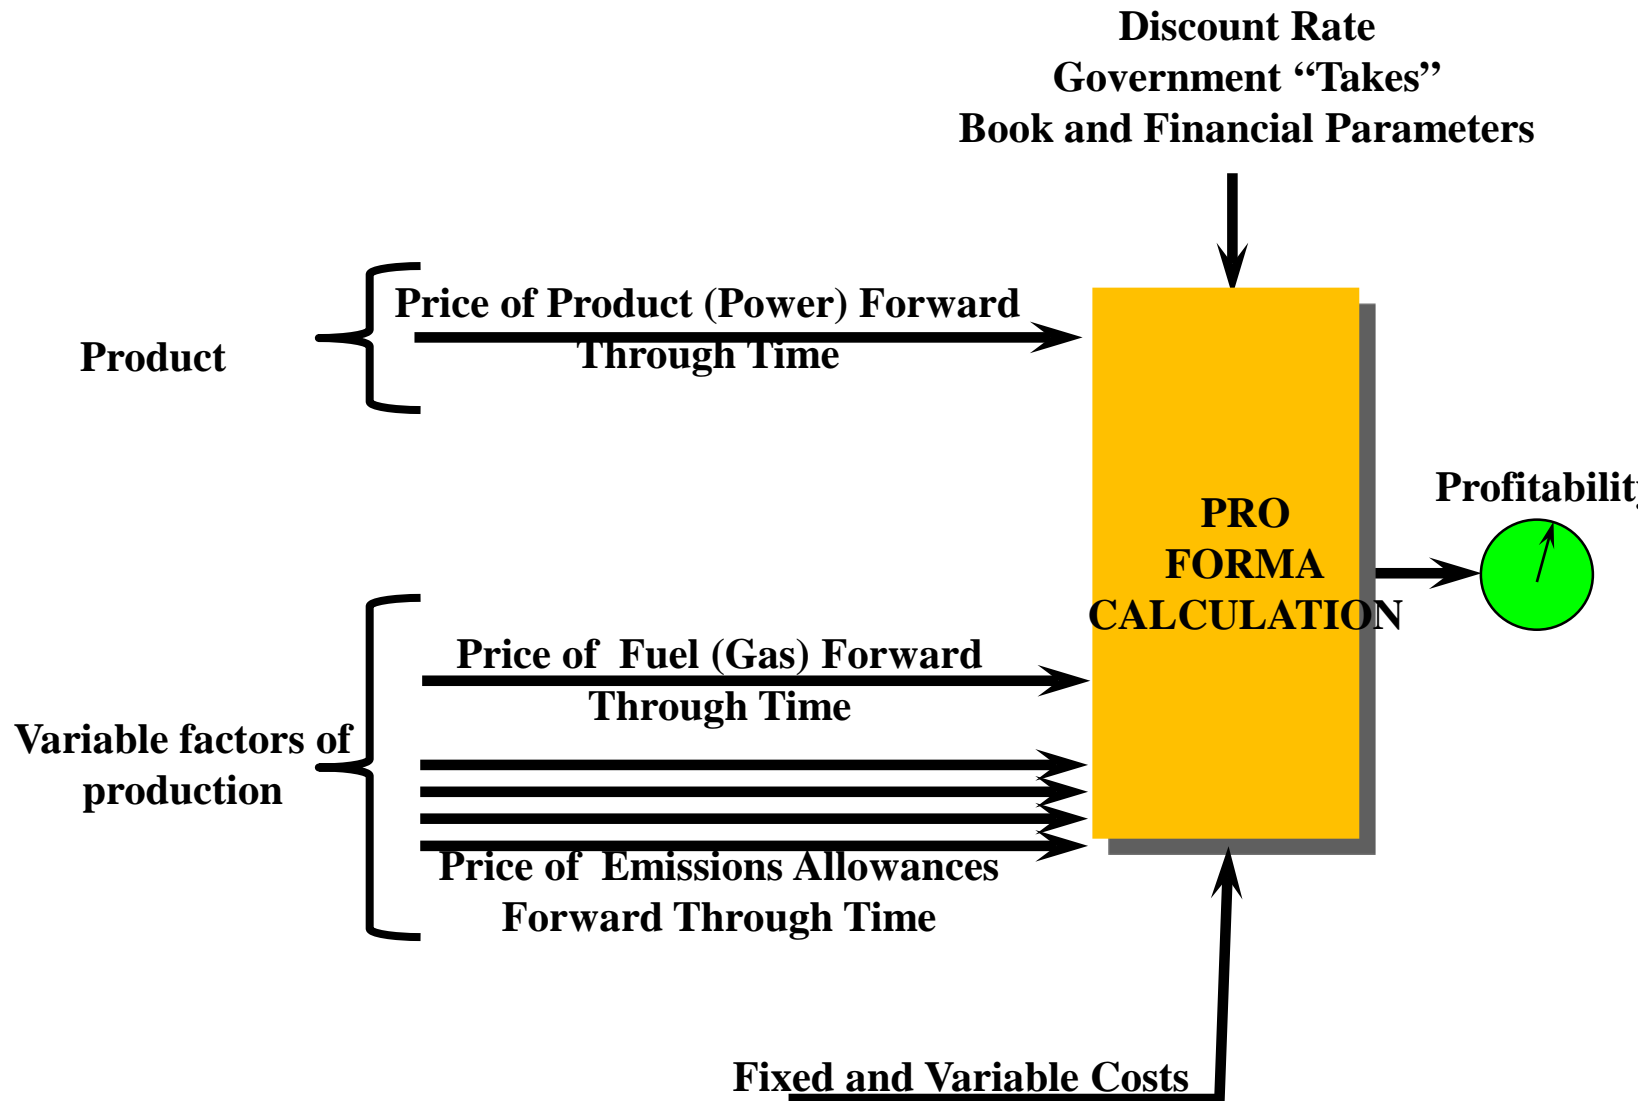 Discount Rate
Government “Takes”
Book and Financial Parameters
Price of Product (Power) Forward
Through Time
Product
Profitability
PRO
FORMA
CALCULATION
Price of  Fuel (Gas) Forward
Through Time
Variable factors of
production
Price of  Emissions Allowances
Forward Through Time
Fixed and Variable Costs